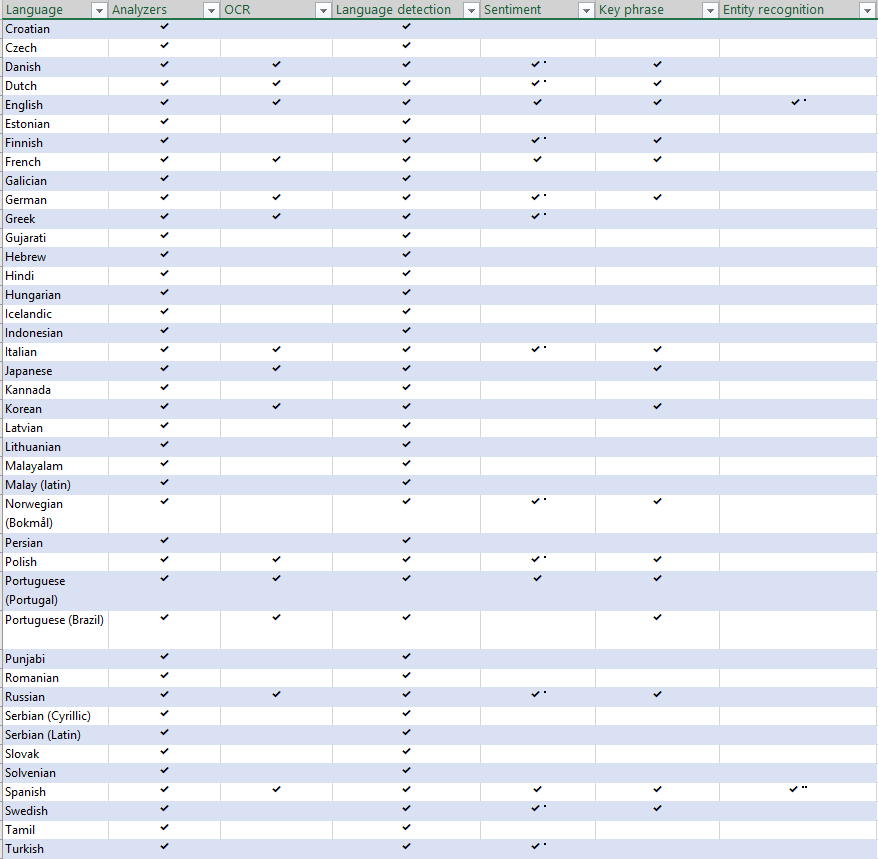 Language Analyzers OCR Language detection Sentiment Key phrase Entity recognition
Croatian ✓ ✓
Czech ✓ ✓
Danish ✓ ✓ ✓ ✓ * ✓
Dutch ✓ ✓ ✓ ✓ * ✓
English ✓ ✓ ✓ ✓ ✓ ✓ *
Estonian ✓ ✓
Finnish ✓ ✓ ✓ * ✓
French ✓ ✓ ✓ ✓ ✓
Galician ✓ ✓
German ✓ ✓ ✓ ✓ * ✓
Greek ✓ ✓ ✓ ✓ *
Gujarati ✓ ✓
Hebrew ✓ ✓
Hindi ✓ ✓
Hungarian ✓ ✓
Icelandic ✓ ✓
Indonesian ✓ ✓
Italian ✓ ✓ ✓ ✓ * ✓
Japanese ✓ ✓ ✓ ✓
Kannada ✓ ✓
Korean ✓ ✓ ✓ ✓
Latvian ✓ ✓
Lithuanian ✓ ✓
Malayalam ✓ ✓
Malay (latin) ✓ ✓
Norwegian ✓ ✓ ✓ * ✓
(Bokmål)
Persian ✓ ✓
Polish ✓ ✓ ✓ ✓ * ✓
Portuguese ✓ ✓ ✓ ✓ ✓
(Portugal)
Portuguese (Brazil) ✓ ✓ ✓ ✓
Punjabi ✓ ✓
Romanian ✓ ✓
Russian ✓ ✓ ✓ ✓ * ✓
Serbian (Cyrillic) ✓ ✓
Serbian (Latin) ✓ ✓
Slovak ✓ ✓
Solvenian ✓ ✓
Spanish ✓ ✓ ✓ ✓ ✓ ✓ **
Swedish ✓ ✓ ✓ * ✓
Tamil ✓ ✓
Turkish ✓ ✓ ✓ *